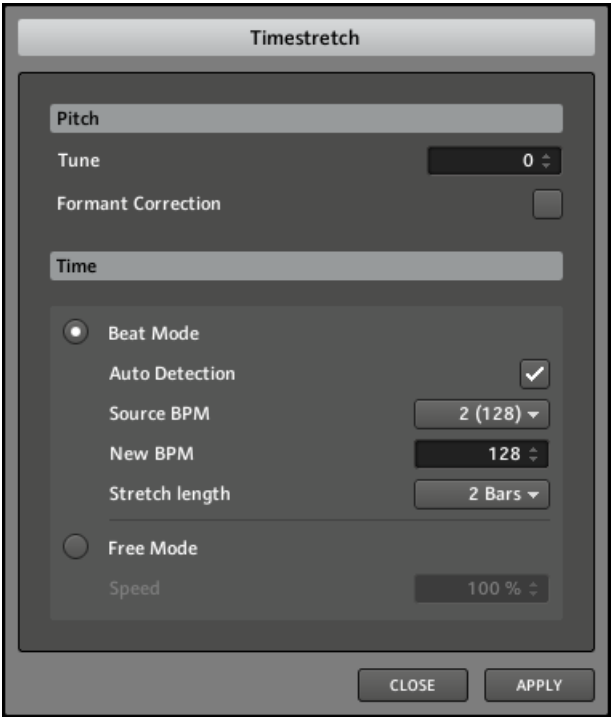 Timestretch
Pitch
Tune 0
Formant Correction
Time
Beat Mode
Auto Detection
Source BPM 2 (128)
New BPM 128
Stretch length 2 Bars
Free Mode
Speed 100 %
CLOSE APPLY